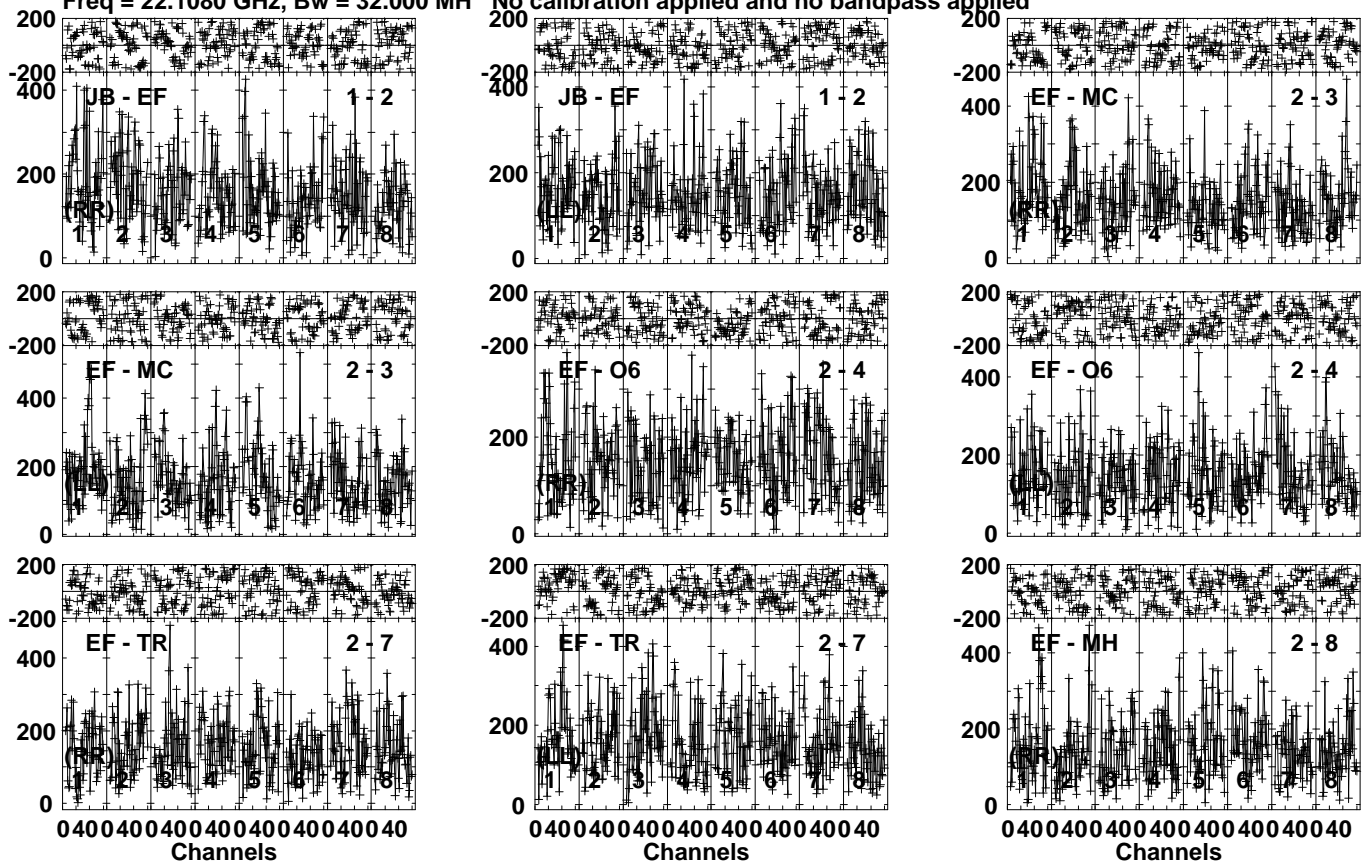 Freq = 22.1080 GHz, Bw = 32.000 MH No calibration applied and no bandpass applied
200
-200
400
200
0
JB - EF 1 - 2
(RR)
1 2 3 4 5 6 7 8
200
-200
400
200
0
JB - EF 1 - 2
(LL)
1 2 3 4 5 6 7 8
200
-200
400
200
0
EF - MC 2 - 3
(RR)
1 2 3 4 5 6 7 8
200
-200
400
200
0
EF - MC 2 - 3
(LL)
1 2 3 4 5 6 7 8
200
-200
200
0
EF - O6 2 - 4
(RR)
1 2 3 4 5 6 7 8
200
-200
400
200
0
EF - O6 2 - 4
(LL)
1 2 3 4 5 6 7 8
200
-200
400
200
0
EF - TR 2 - 7
(RR)
1 2 3 4 5 6 7 8
0 40 0 40 0 40 0 40 0 40 0 40 0 40 0 40
Channels
200
-200
400
200
0
EF - TR 2 - 7
(LL)
1 2 3 4 5 6 7 8
0 40 0 40 0 40 0 40 0 40 0 40 0 40 0 40
Channels
200
-200
400
200
0
EF - MH 2 - 8
(RR)
1 2 3 4 5 6 7 8
0 40 0 40 0 40 0 40 0 40 0 40 0 40 0 40
Channels